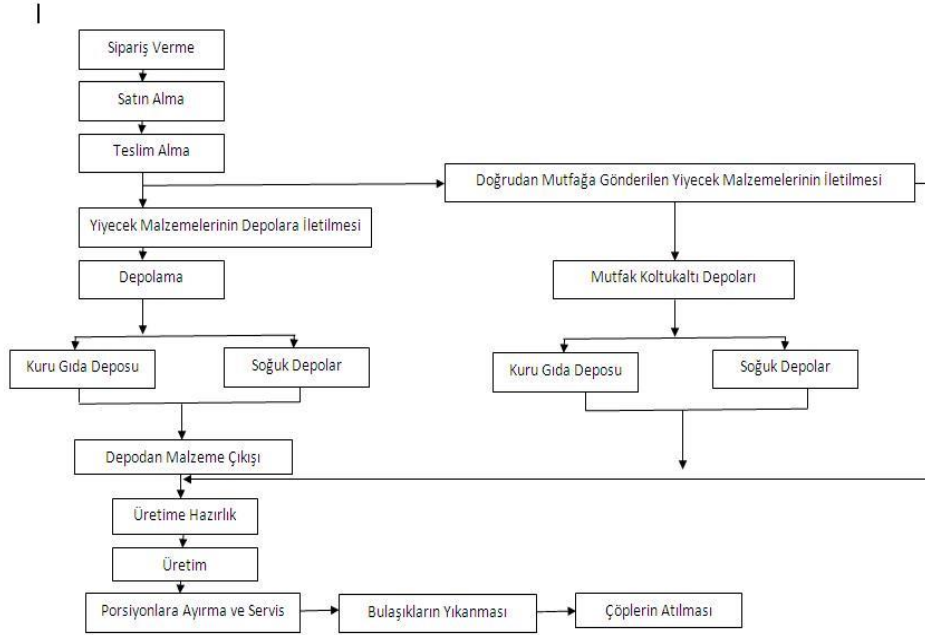 Sipariş Verme
Satın Alma
Teslim Alma
Doğrudan Mutfağa Gönderilen Yiyecek Malzemelerinin İletilmesi
Yiyecek Malzemelerinin Depolara İletilmesi
Depolama
Mutfak Koltukaltı Depoları
Kuru Gıda Deposu
Soğuk Depolar
Kuru Gıda Deposu
Soğuk Depolar
Depodan Malzeme Çıkışı
Üretime Hazırlık
Üretim
Porsiyonlara Ayırma ve Servis
Bulaşıkların Yıkanması
Çöplerin Atılması